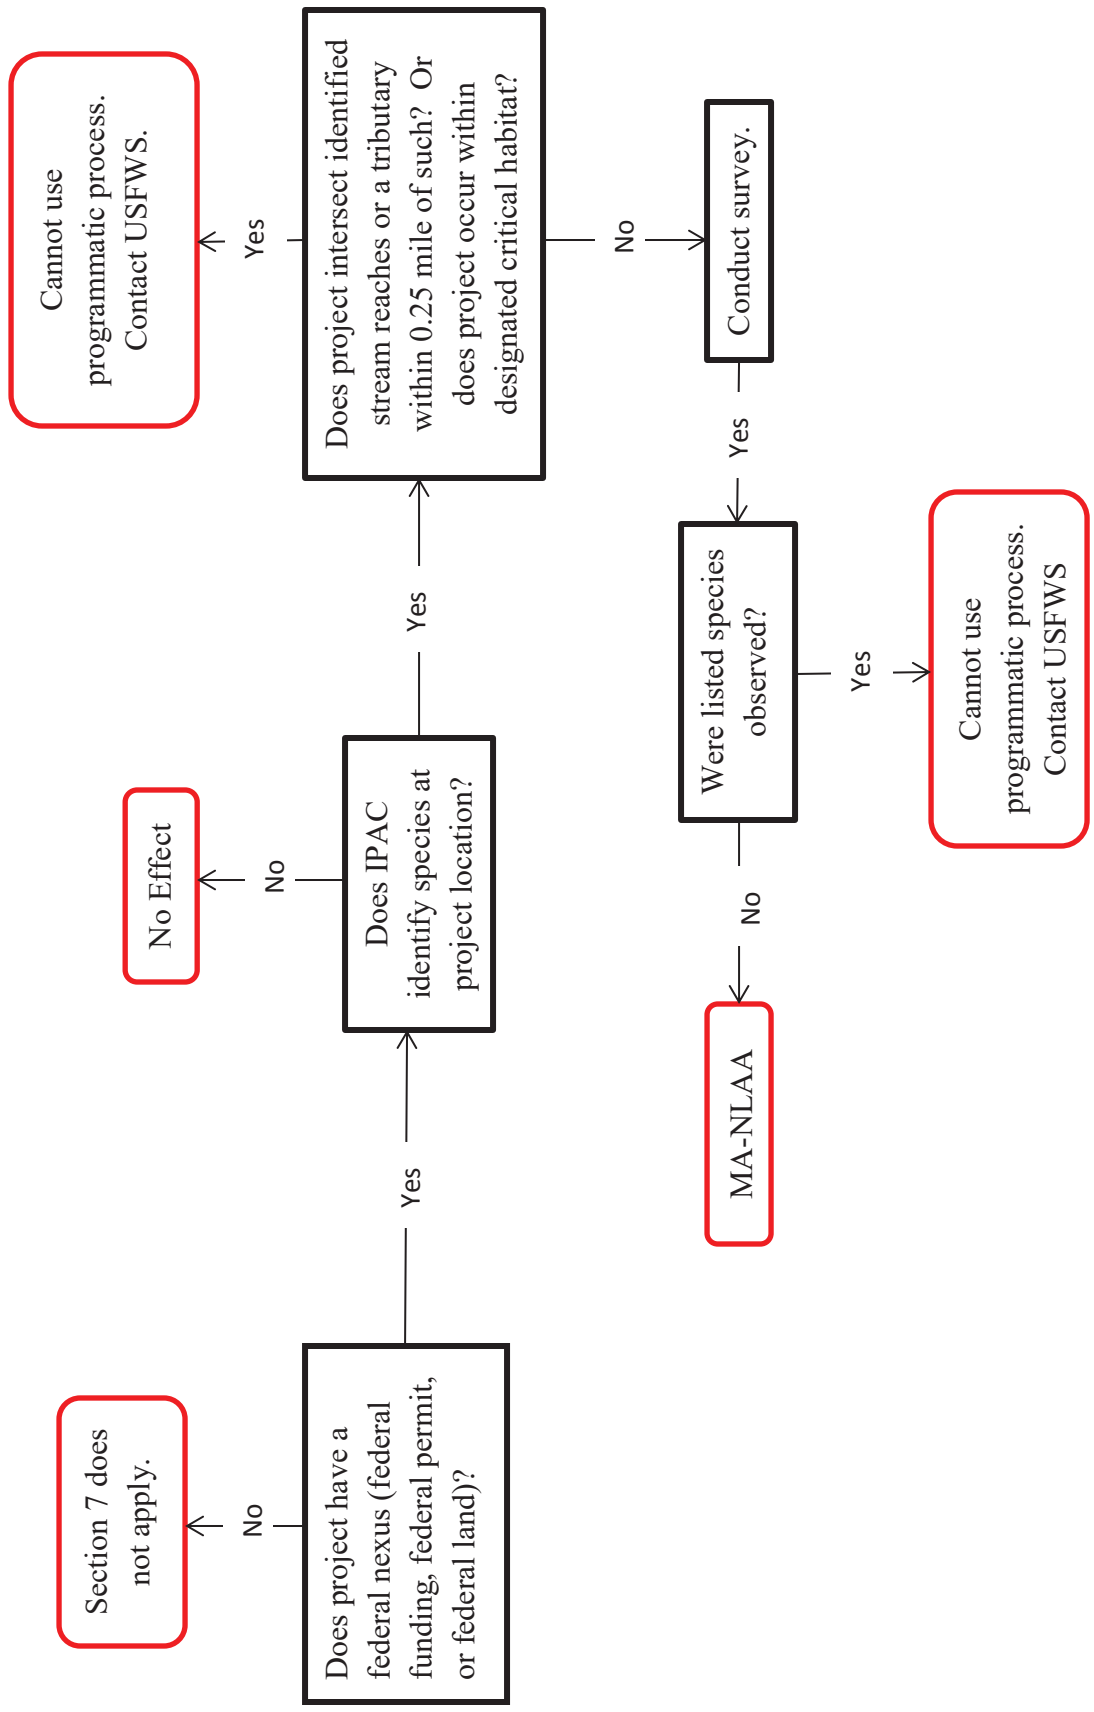 Section 7 does
not apply.
No
Does project have a
federal nexus (federal
funding, federal permit,
or federal land)?
Yes
No Effect
No
Does IPAC
identify species at
project location?
Yes
Cannot use
programmatic process.
Contact USFWS.
Yes
Does project intersect identified
stream reaches or a tributary
within 0.25 mile of such? Or
does project occur within
designated critical habitat?
No
Conduct survey.
Yes
Were listed species
observed?
No
MA-NLAA
Yes
Cannot use
programmatic process.
Contact USFWS